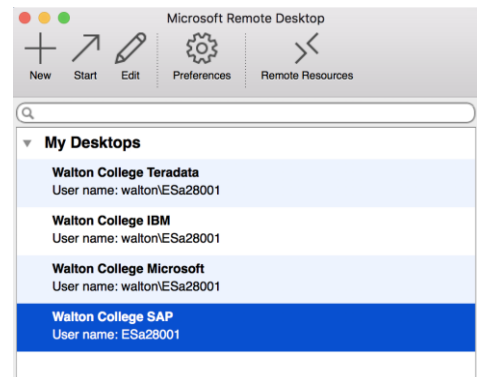 Microsoft Remote Desktop
New Start Edit Preferences Remote Resources
My Desktops
Walton College Teradata
User name: walton\ESa28001
Walton College IBM
User name: walton\ESa28001
Walton College Microsoft
User name: walton\ESa28001
Walton College SAP
User name: ESa28001